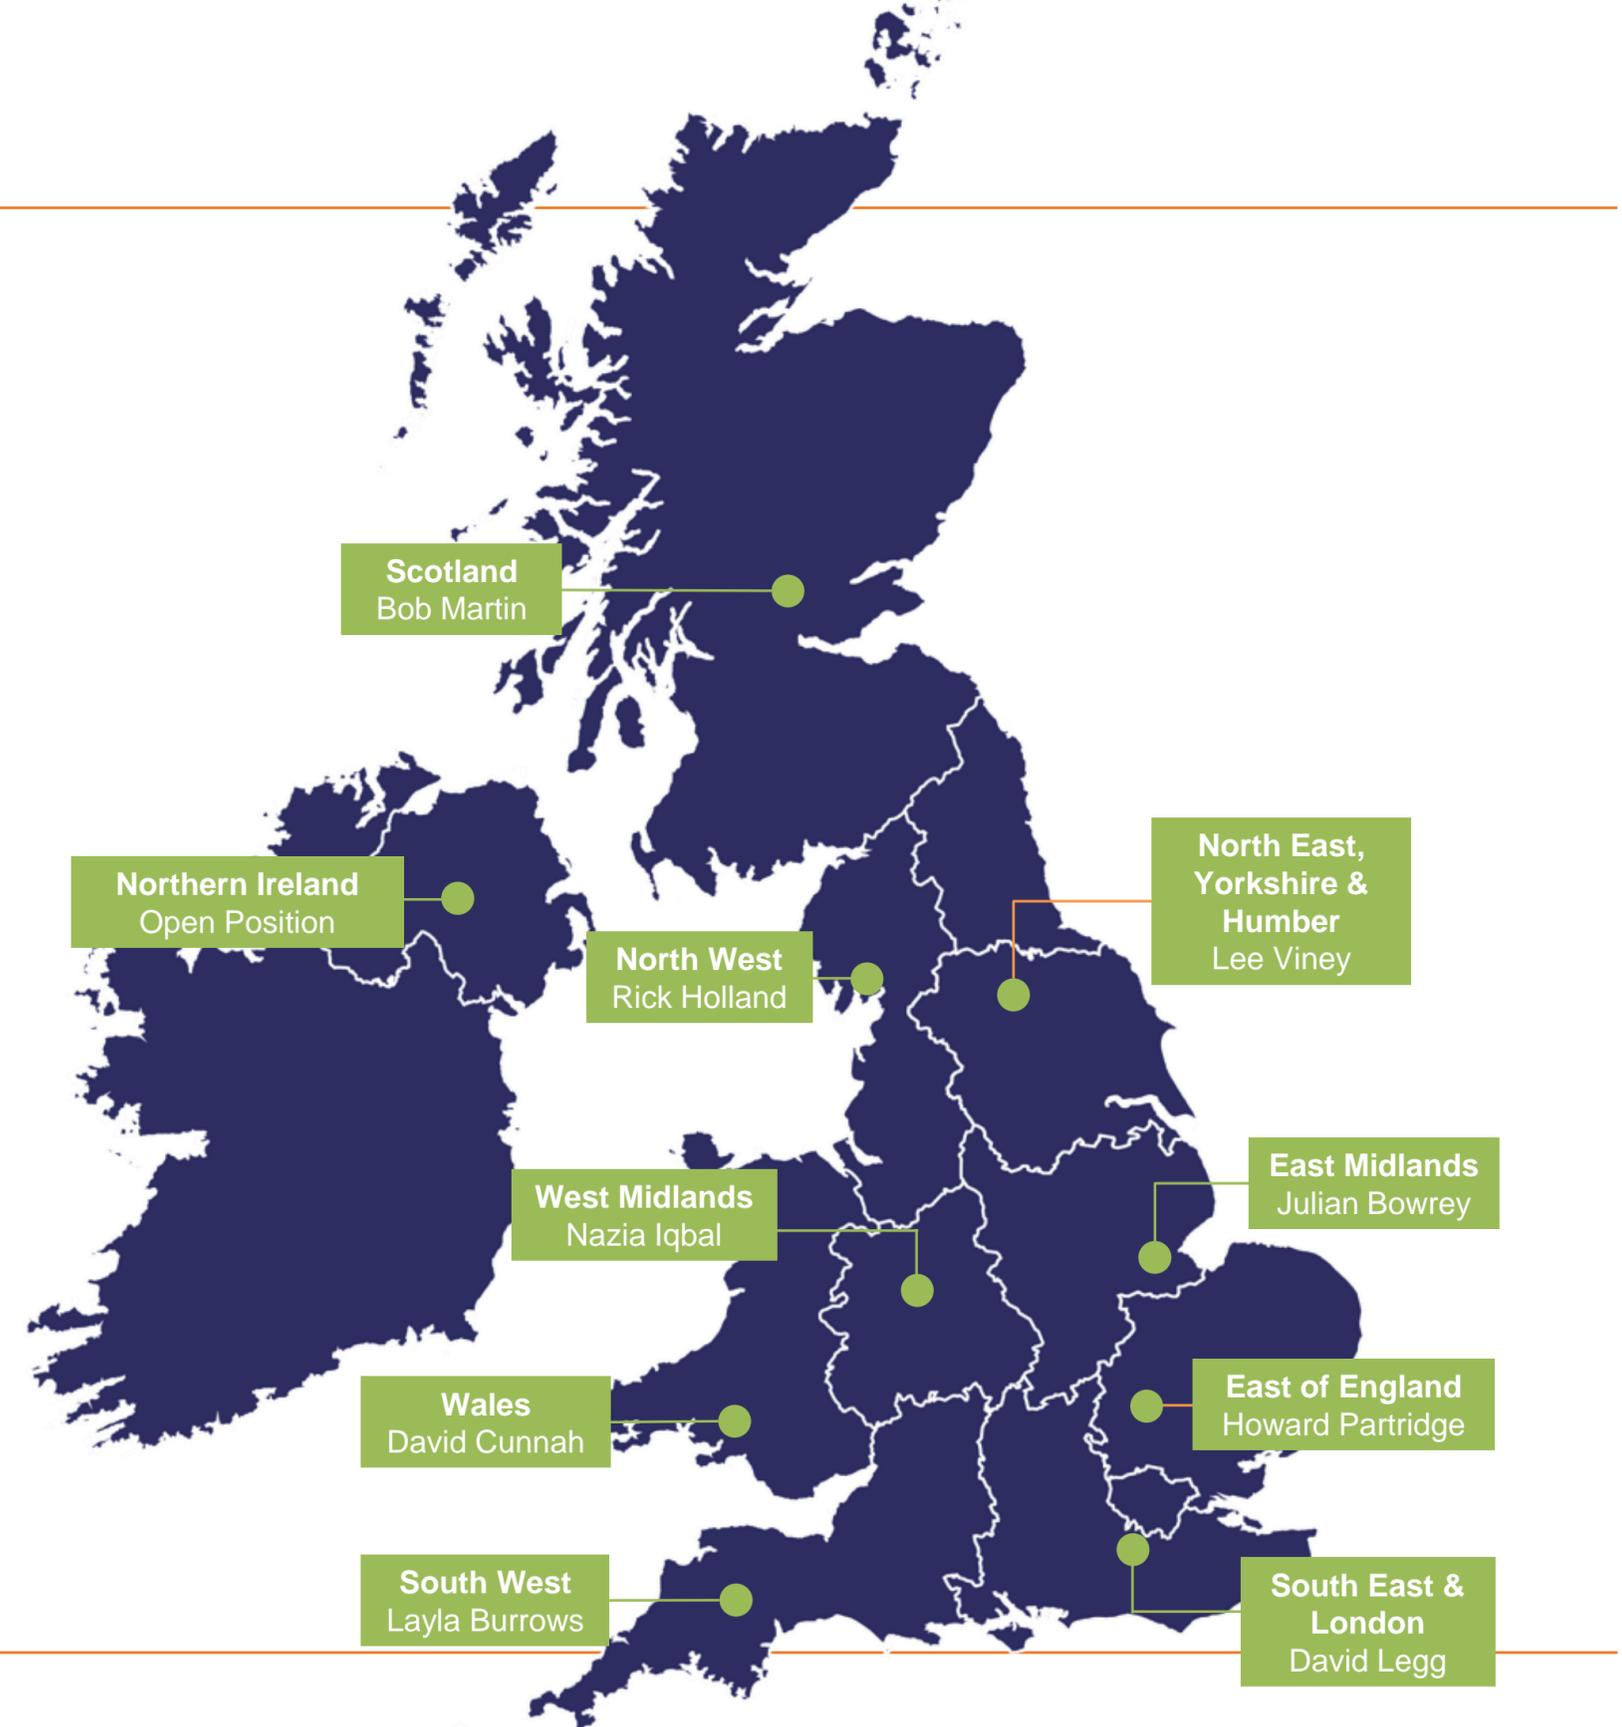 Scotland
Bob Martin
North East,
Yorkshire &
Humber
Lee Viney
Northern Ireland
Open Position
North West
Rick Holland
East Midlands
Julian Bowrey
West Midlands
Nazia Iqbal
East of England
Howard Partridge
Wales
David Cunnah
South West
Layla Burrows
South East &
London
David Legg